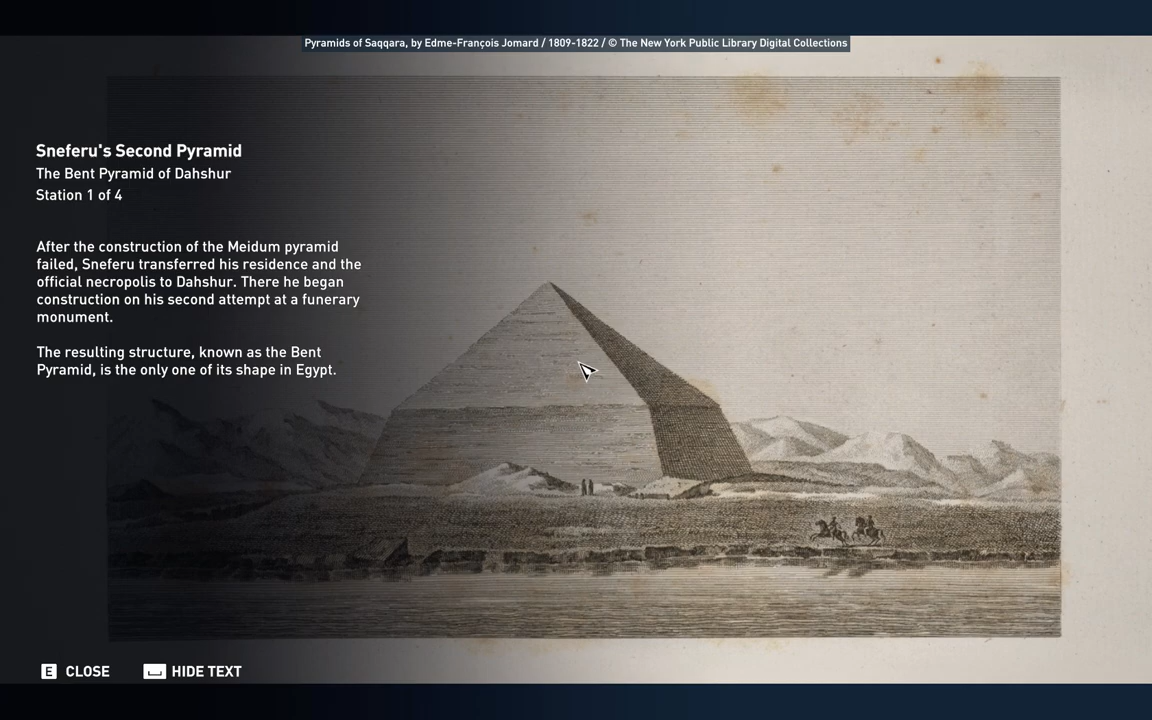 Pyramids of Saqqara, by Edme-François Jomard / 1809-1822 / © The New York Public Library Digital Collections
Sneferu's Second Pyramid
The Bent Pyramid of Dahshur
Station 1 of 4
After the construction of the Meidum pyramid
failed, Sneferu transferred his residence and the
official necropolis to Dahshur. There he began
construction on his second attempt at a funerary
monument.
The resulting structure, known as the Bent
Pyramid, is the only one of its shape in Egypt.
E CLOSE
HIDE TEXT